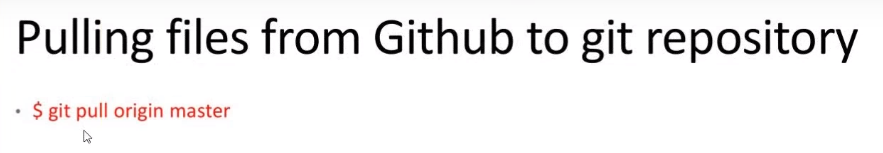 Pulling files from Github to git repository
• $ git pull origin master